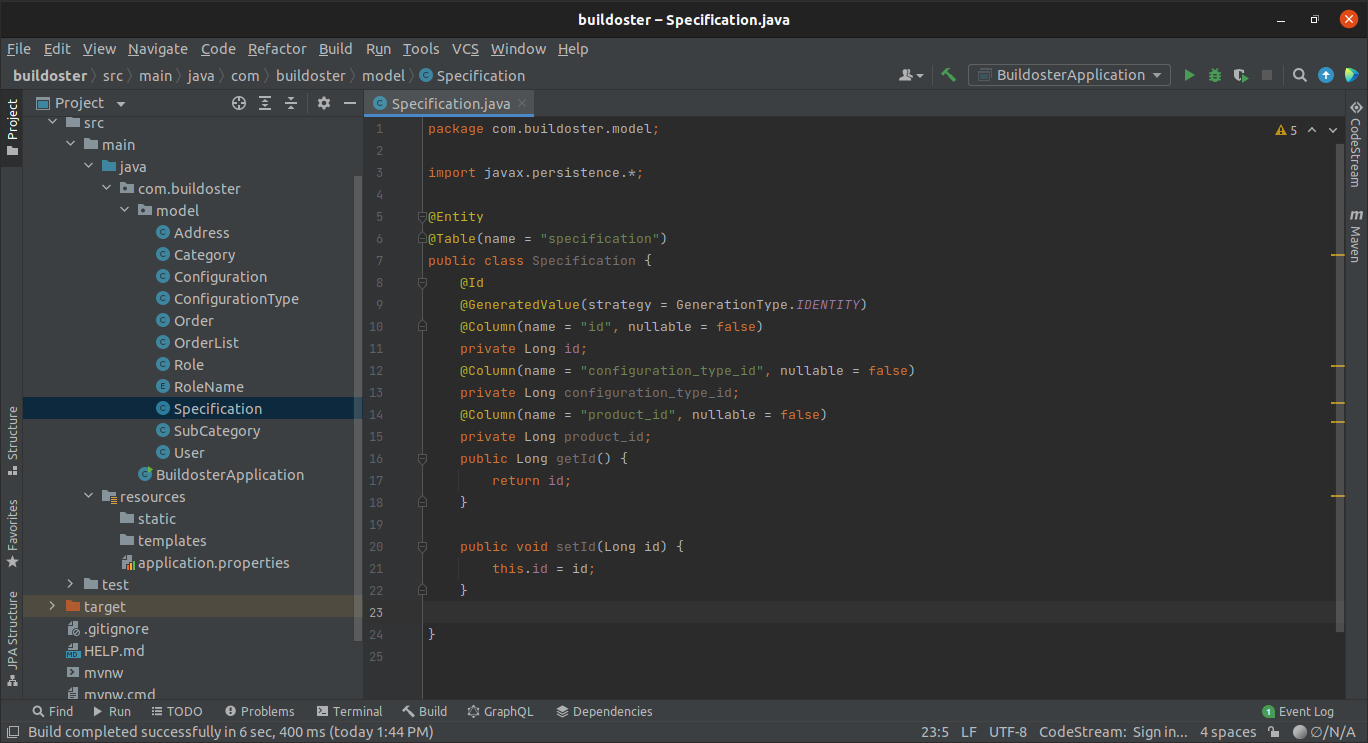 buildoster – Specification.java
File Edit View Navigate Code Refactor Build Run Tools VCS Window Help
buildoster src main java com buildoster model Specification BuildosterApplication
Project
Specification.java
Project
Structure
Favorites
JPA Structure
src
main
java
com.buildoster
model
Address
Category
Configuration
ConfigurationType
Order
OrderList
Role
RoleName
Specification
SubCategory
User
BuildosterApplication
resources
static
templates
application.properties
test
target
.gitignore
HELP.md
mvnw
mvnw.cmd
1 package com.buildoster.model;
2
3 import javax.persistence.*;
4
5 @Entity
6 @Table(name = "specification")
7 public class Specification {
8 @Id
9 @GeneratedValue(strategy = GenerationType.IDENTITY)
10 @Column(name = "id", nullable = false)
11 private Long id;
12 @Column(name = "configuration_type_id", nullable = false)
13 private Long configuration_type_id;
14 @Column(name = "product_id", nullable = false)
15 private Long product_id;
16 public Long getId() {
17 return id;
18 }
19
20 public void setId(Long id) {
21 this.id = id;
22 }
23
24 }
25
5
CodeStream
m Maven
Find Run TODO Problems Terminal Build GraphQL Dependencies 1 Event Log
Build completed successfully in 6 sec, 400 ms (today 1:44 PM) 23:5 LF UTF-8 CodeStream: Sign in... 4 spaces ∅/N/A